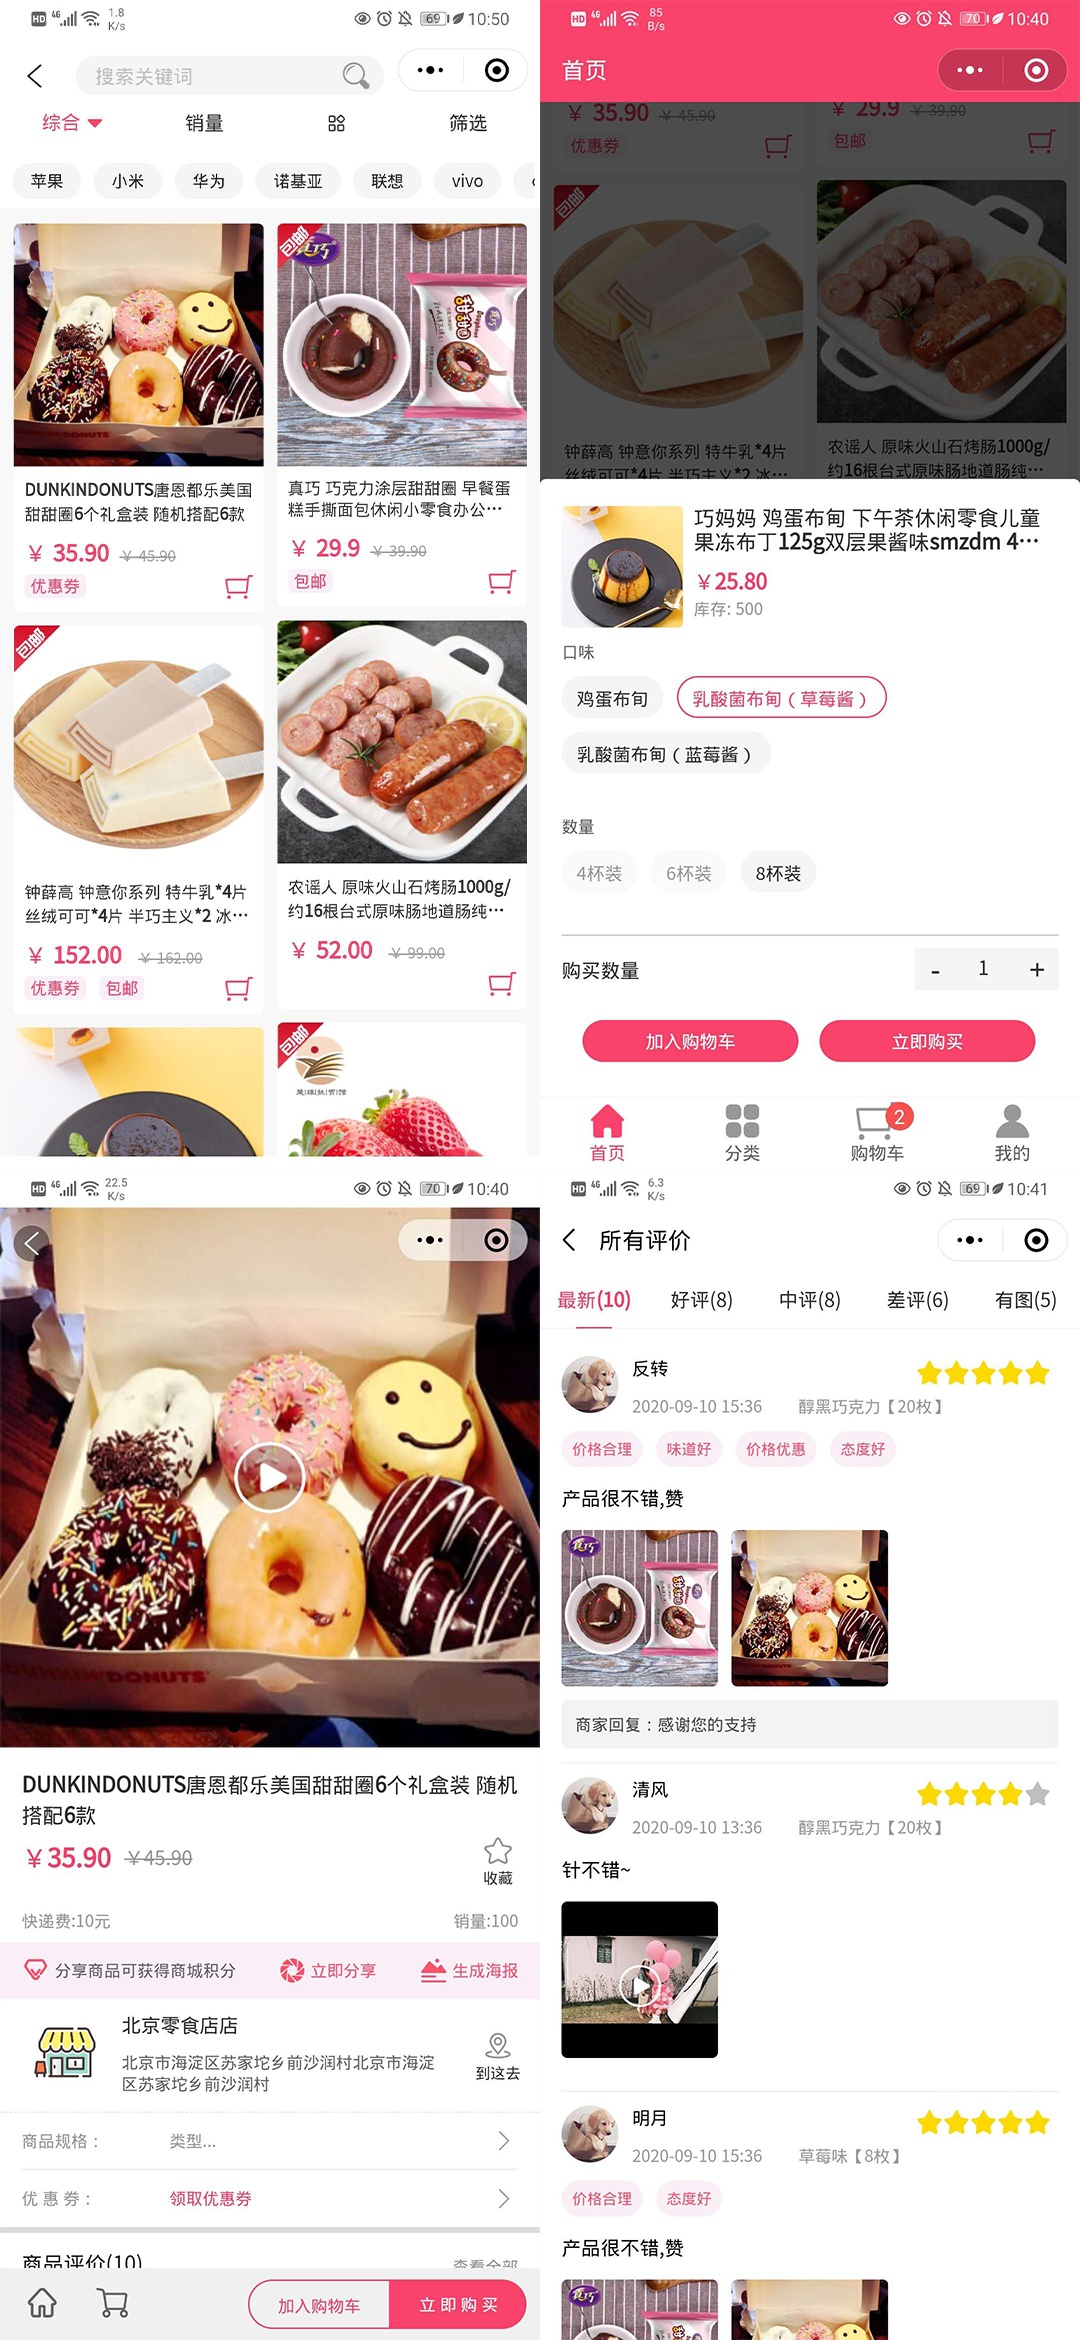 HD 4G 1.8 K/s 69 10:50
搜索关键词
综合 销量 筛选
苹果 小米 华为 诺基亚 联想 vivo
包邮
真巧
甜甜圈
DUNKINDONUTS唐恩都乐美国
甜甜圈6个礼盒装 随机搭配6款
¥ 35.90 ¥ 45.90
优惠券
真巧 巧克力涂层甜甜圈 早餐蛋
糕手撕面包休闲小零食办公···
¥ 29.9 ¥ 39.90
包邮
包邮
钟薛高 钟意你系列 特牛乳*4片
丝绒可可*4片 半巧主义*2 冰···
¥ 152.00 ¥ 162.00
优惠券 包邮
农谣人 原味火山石烤肠1000g/
约16根台式原味肠地道肠纯···
¥ 52.00 ¥ 99.00
包邮
HD 4G 85 B/s 70 10:40
首页
¥ 35.90 ¥ 45.90
优惠券
¥ 29.9 ¥ 39.90
包邮
包邮
钟薛高 钟意你系列 特牛乳*4片
丝绒可可*4片 半巧主义*2 冰···
农谣人 原味火山石烤肠1000g/
约16根台式原味肠地道肠纯···
巧妈妈 鸡蛋布甸 下午茶休闲零食儿童
果冻布丁125g双层果酱味smzdm 4···
¥25.80
库存: 500
口味
鸡蛋布旬 乳酸菌布甸（草莓酱）
乳酸菌布甸（蓝莓酱）
数量
4杯装 6杯装 8杯装
购买数量 - 1 +
加入购物车 立即购买
首页 分类 购物车 2 我的
HD 4G 22.5 K/s 70 10:40
DUNKIN' DONUTS
DUNKINDONUTS唐恩都乐美国甜甜圈6个礼盒装 随机
搭配6款
¥35.90 ¥45.90
收藏
快递费:10元 销量:100
分享商品可获得商城积分 立即分享 生成海报
北京零食店店
北京市海淀区苏家坨乡前沙润村北京市海淀
区苏家坨乡前沙润村
到这去
商品规格： 类型...
优 惠 券： 领取优惠券
商品评价(10) 查看全部
加入购物车 立即购买
HD 4G 6.3 K/s 69 10:41
所有评价
最新(10) 好评(8) 中评(8) 差评(6) 有图(5)
反转
2020-09-10 15:36 醇黑巧克力【20枚】
价格合理 味道好 价格优惠 态度好
产品很不错,赞
真巧
甜甜圈
商家回复：感谢您的支持
清风
2020-09-10 13:36 醇黑巧克力【20枚】
针不错~
明月
2020-09-10 15:36 草莓味【8枚】
价格合理 态度好
产品很不错,赞
真巧